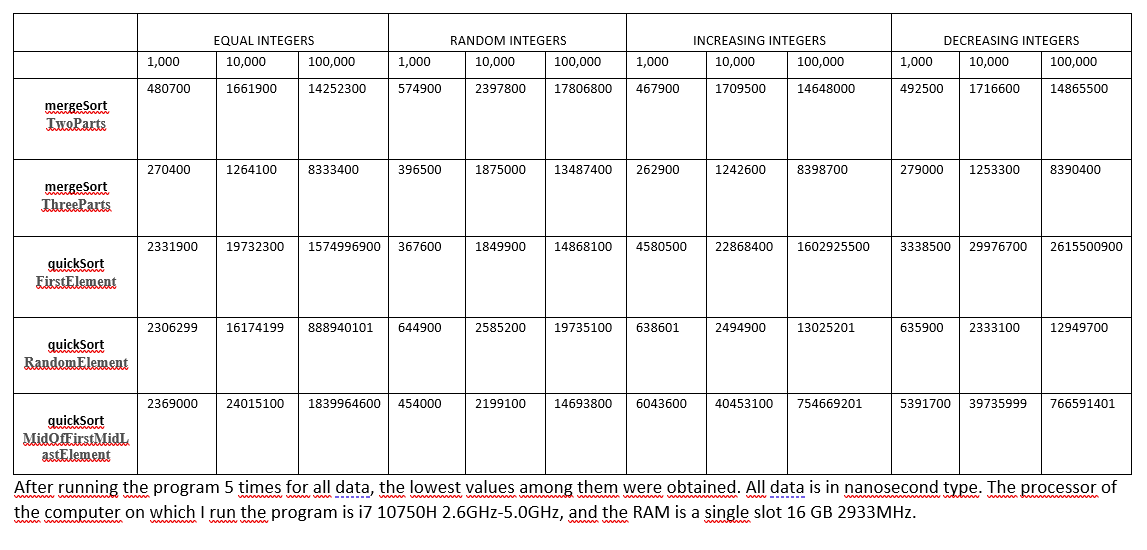 EQUAL INTEGERS RANDOM INTEGERS INCREASING INTEGERS DECREASING INTEGERS
1,000 10,000 100,000 1,000 10,000 100,000 1,000 10,000 100,000 1,000 10,000 100,000
480700 1661900 14252300 574900 2397800 17806800 467900 1709500 14648000 492500 1716600 14865500
mergeSort
TwoParts
270400 1264100 8333400 396500 1875000 13487400 262900 1242600 8398700 279000 1253300 8390400
mergeSort
ThreeParts
2331900 19732300 1574996900 367600 1849900 14868100 4580500 22868400 1602925500 3338500 29976700 2615500900
quickSort
FirstElement
2306299 16174199 888940101 644900 2585200 19735100 638601 2494900 13025201 635900 2333100 12949700
quickSort
RandomElement
2369000 24015100 1839964600 454000 2199100 14693800 6043600 40453100 754669201 5391700 39735999 766591401
quickSort
MidOfFirstMidL
astElement
After running the program 5 times for all data, the lowest values among them were obtained. All data is in nanosecond type. The processor of
the computer on which I run the program is i7 10750H 2.6GHz-5.0GHz, and the RAM is a single slot 16 GB 2933MHz.